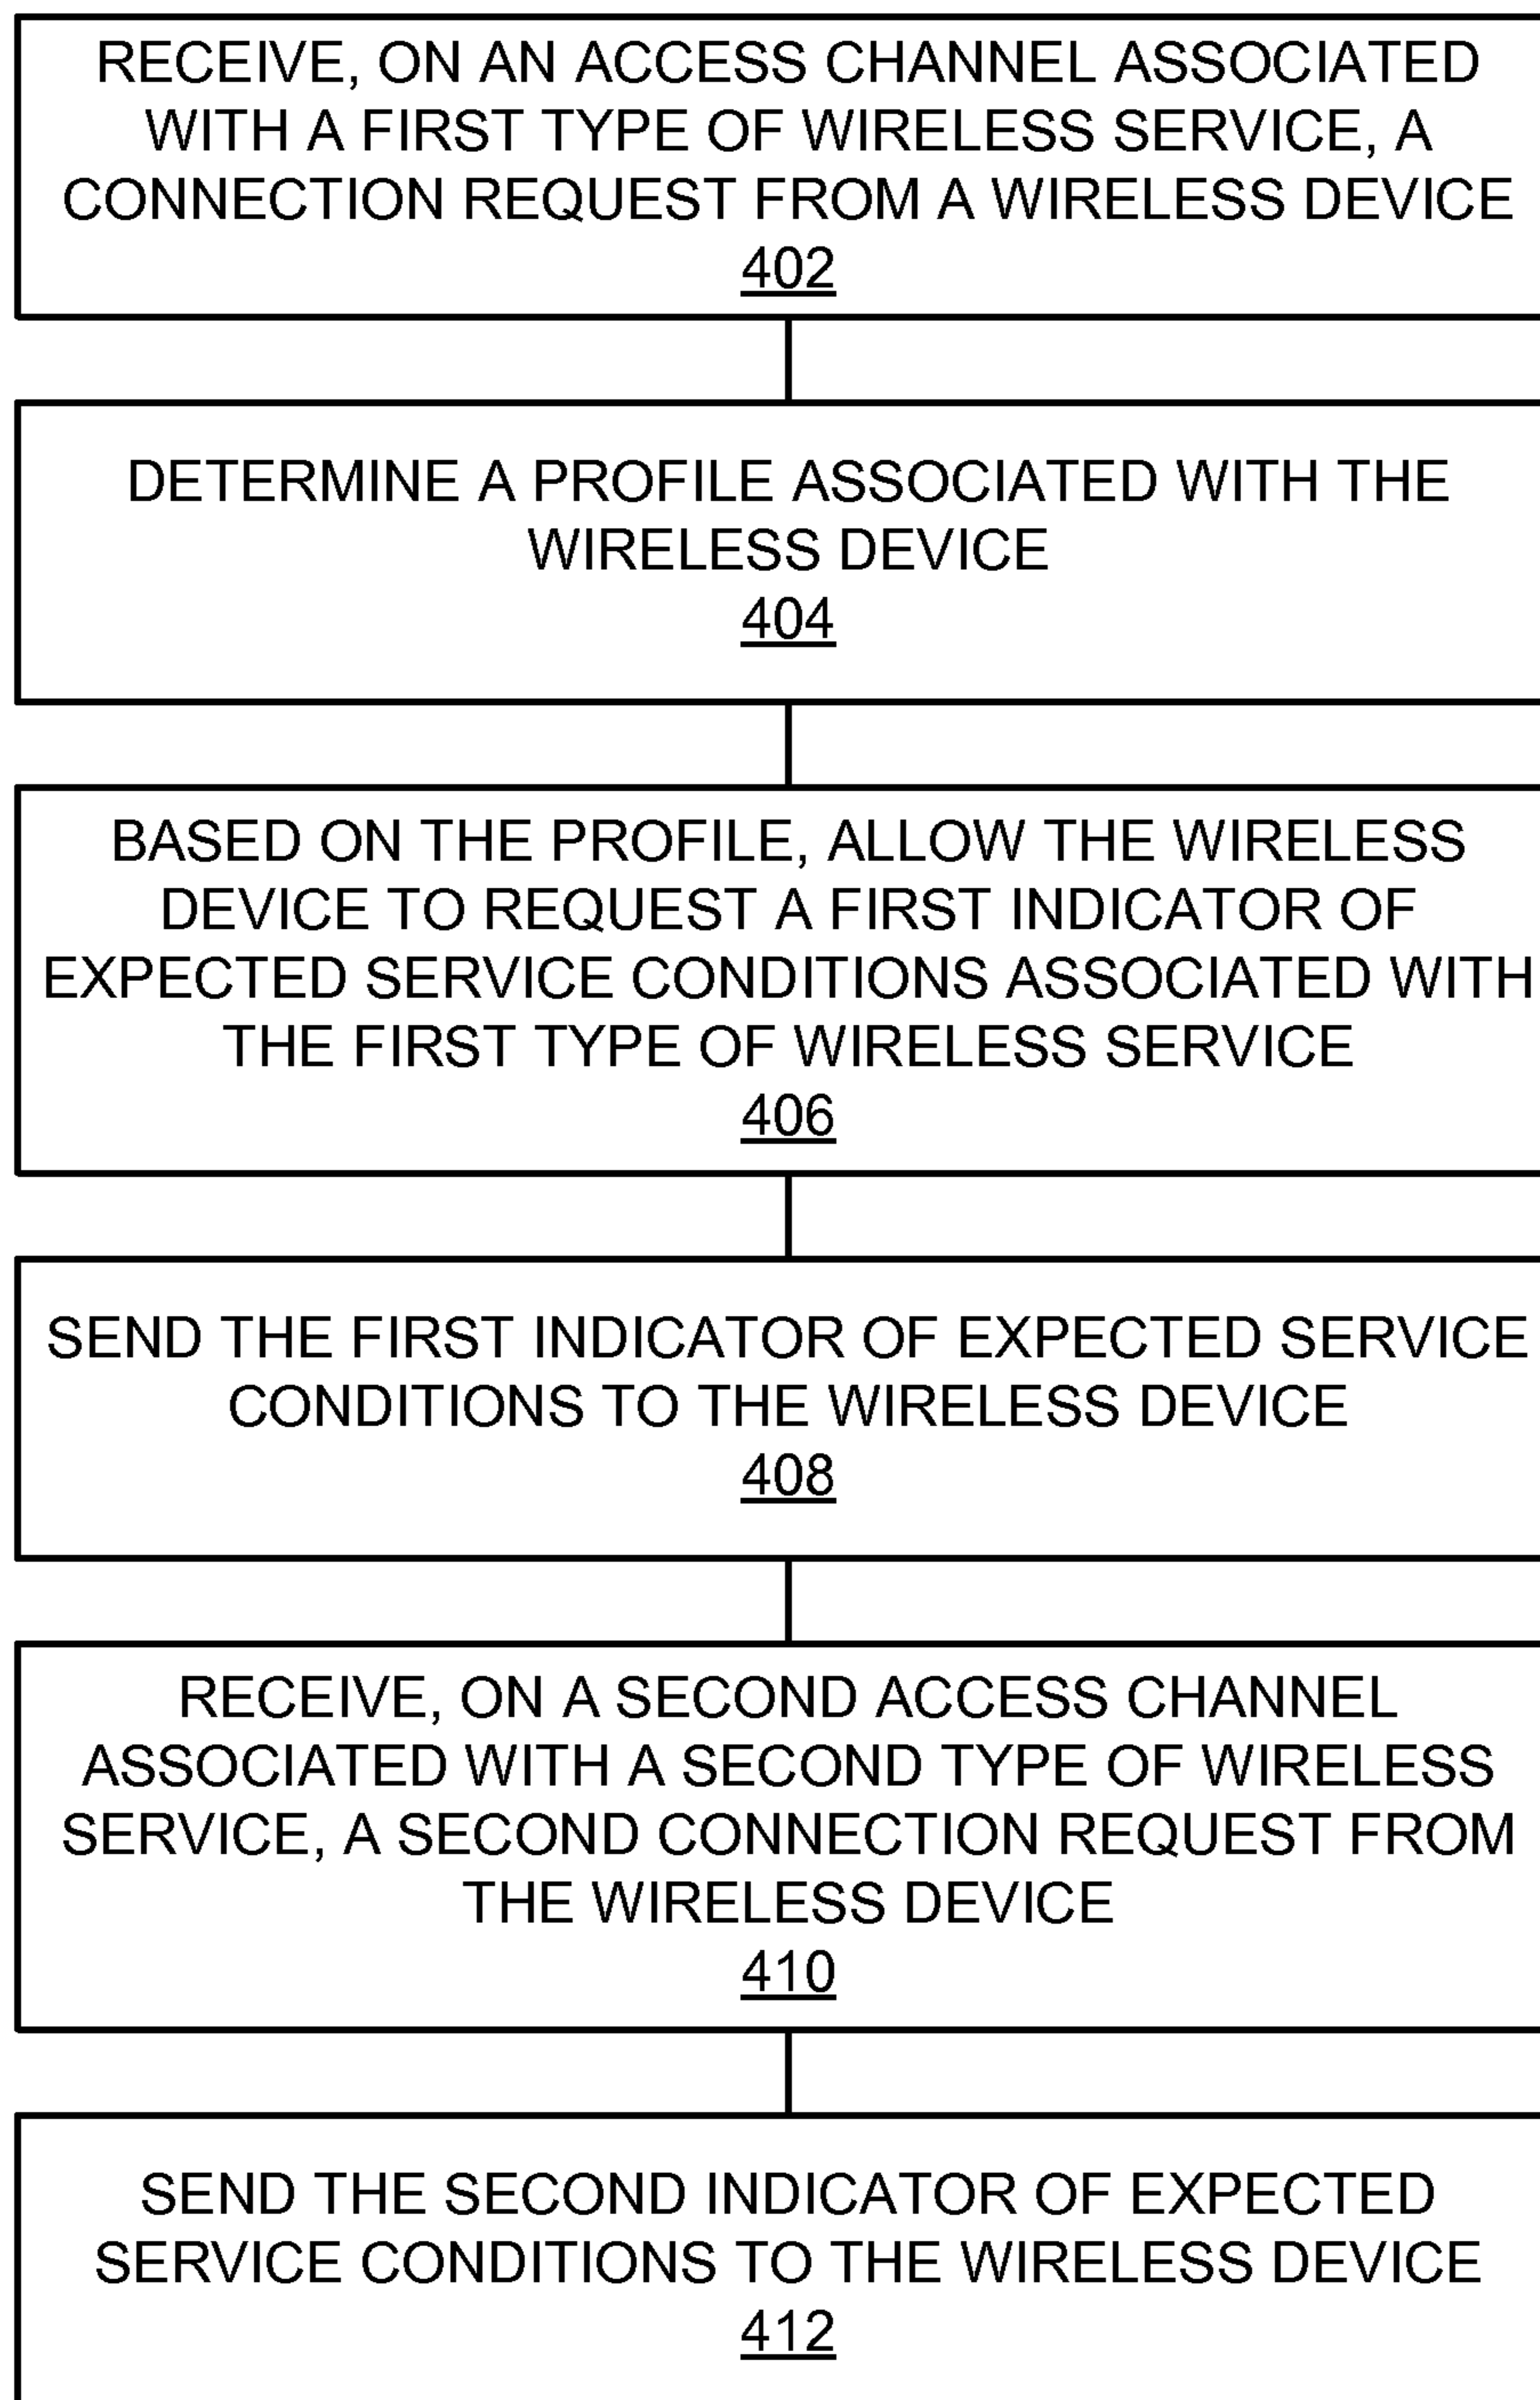 RECEIVE, ON AN ACCESS CHANNEL ASSOCIATED
WITH A FIRST TYPE OF WIRELESS SERVICE, A
CONNECTION REQUEST FROM A WIRELESS DEVICE
402
DETERMINE A PROFILE ASSOCIATED WITH THE
WIRELESS DEVICE
404
BASED ON THE PROFILE, ALLOW THE WIRELESS
DEVICE TO REQUEST A FIRST INDICATOR OF
EXPECTED SERVICE CONDITIONS ASSOCIATED WITH
THE FIRST TYPE OF WIRELESS SERVICE
406
SEND THE FIRST INDICATOR OF EXPECTED SERVICE
CONDITIONS TO THE WIRELESS DEVICE
408
RECEIVE, ON A SECOND ACCESS CHANNEL
ASSOCIATED WITH A SECOND TYPE OF WIRELESS
SERVICE, A SECOND CONNECTION REQUEST FROM
THE WIRELESS DEVICE
410
SEND THE SECOND INDICATOR OF EXPECTED
SERVICE CONDITIONS TO THE WIRELESS DEVICE
412